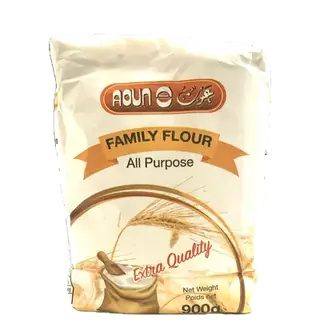 AOUN عون
FAMILY FLOUR
All Purpose
Extra Quality
Net Weight
Poids net
900g